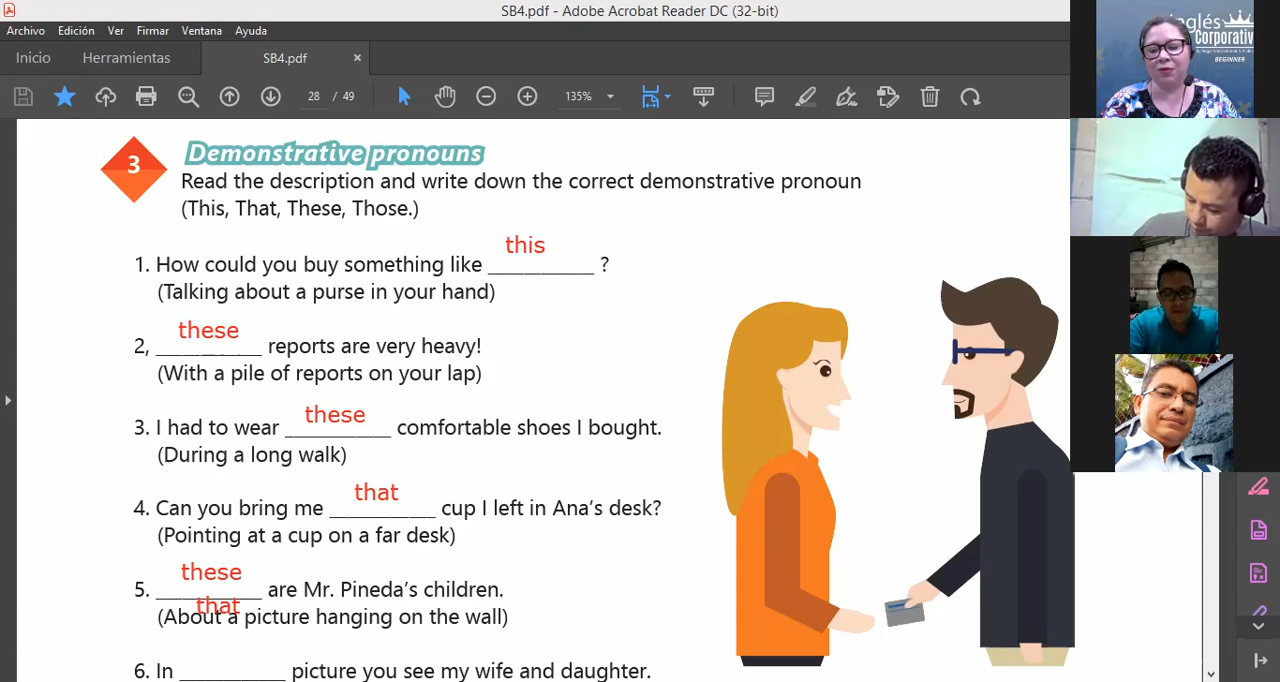 SB4.pdf - Adobe Acrobat Reader DC (32-bit)
Archivo Edición Ver Firmar Ventana Ayuda
Inicio Herramientas SB4.pdf ×
28 / 49 135%
inglés
Corporativo
BEGINNER
3
Demonstrative pronouns
Read the description and write down the correct demonstrative pronoun
(This, That, These, Those.)
this
1. How could you buy something like ____________ ?
(Talking about a purse in your hand)
these
2, ____________ reports are very heavy!
(With a pile of reports on your lap)
these
3. I had to wear ____________ comfortable shoes I bought.
(During a long walk)
that
4. Can you bring me ____________ cup I left in Ana’s desk?
(Pointing at a cup on a far desk)
these
5. ____________ are Mr. Pineda’s children.
that
(About a picture hanging on the wall)
6. In ____________ picture you see my wife and daughter.